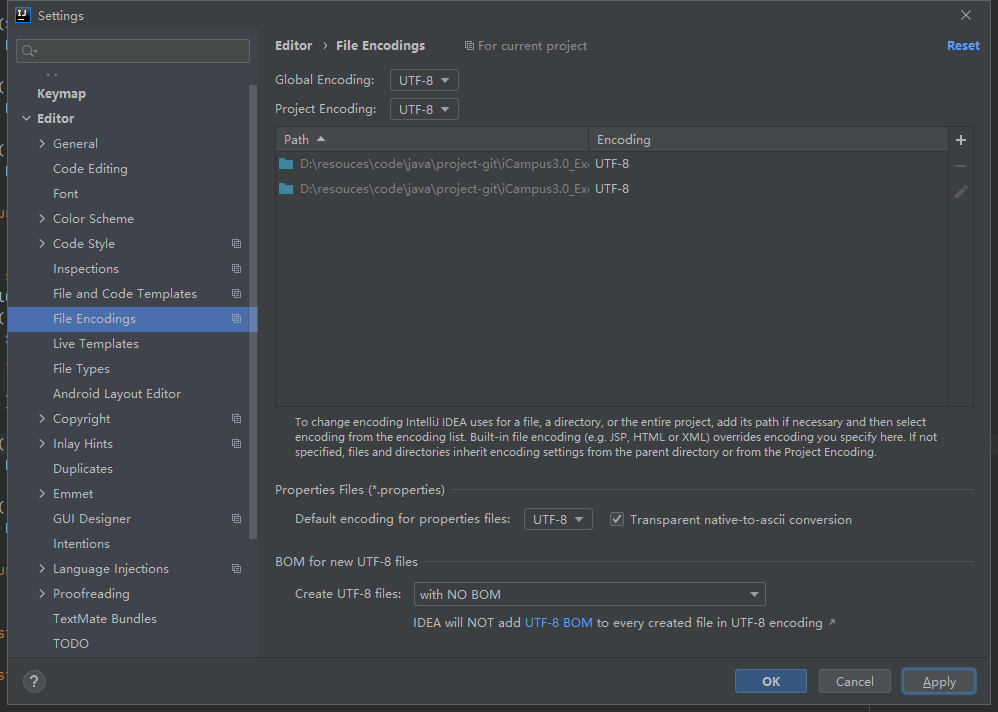 Settings
Keymap
Editor
General
Code Editing
Font
Color Scheme
Code Style
Inspections
File and Code Templates
File Encodings
Live Templates
File Types
Android Layout Editor
Copyright
Inlay Hints
Duplicates
Emmet
GUI Designer
Intentions
Language Injections
Proofreading
TextMate Bundles
TODO
Editor › File Encodings For current project Reset
Global Encoding: UTF-8
Project Encoding: UTF-8
Path Encoding
D:\resouces\code\java\project-git\iCampus3.0_Exc UTF-8
D:\resouces\code\java\project-git\iCampus3.0_Exc UTF-8
To change encoding IntelliJ IDEA uses for a file, a directory, or the entire project, add its path if necessary and then select
encoding from the encoding list. Built-in file encoding (e.g. JSP, HTML or XML) overrides encoding you specify here. If not
specified, files and directories inherit encoding settings from the parent directory or from the Project Encoding.
Properties Files (*.properties)
Default encoding for properties files: UTF-8 Transparent native-to-ascii conversion
BOM for new UTF-8 files
Create UTF-8 files: with NO BOM
IDEA will NOT add UTF-8 BOM to every created file in UTF-8 encoding
? OK Cancel Apply